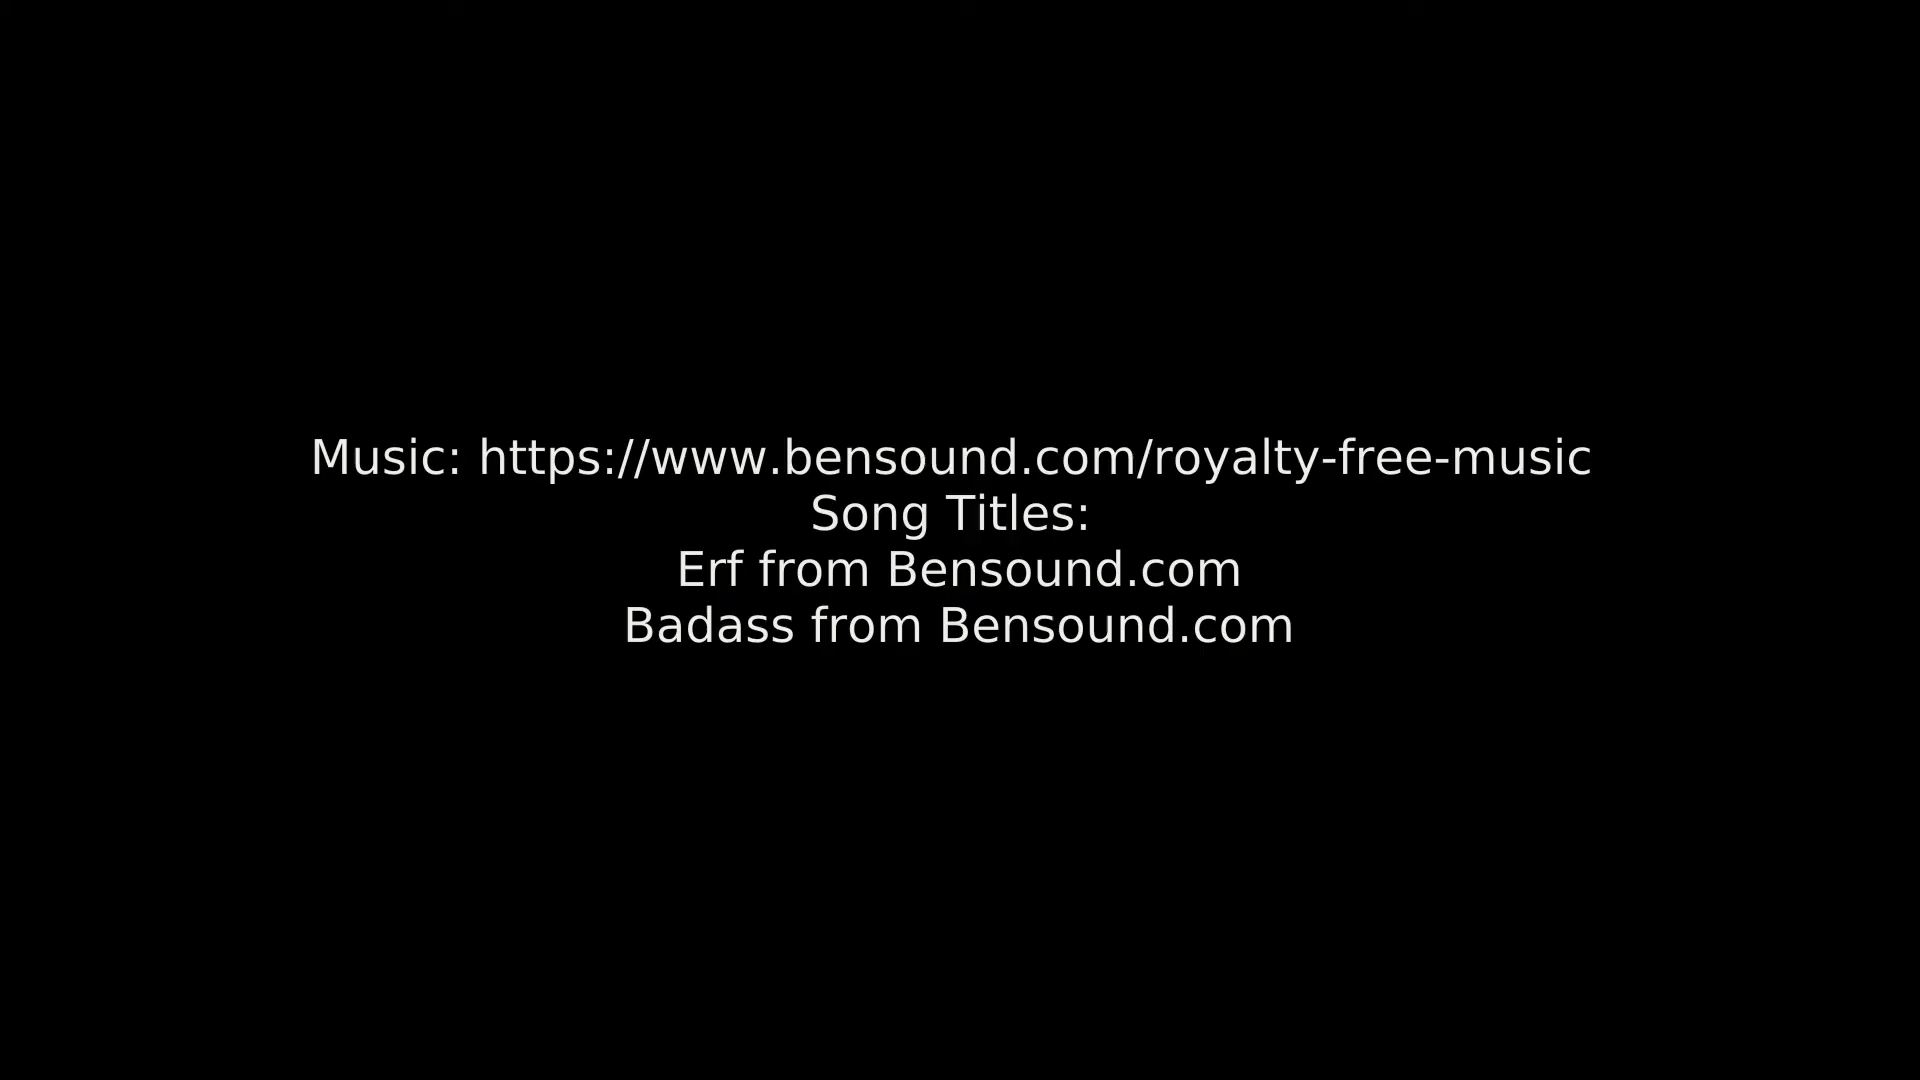 Music: https://www.bensound.com/royalty-free-music
Song Titles:
Erf from Bensound.com
Badass from Bensound.com